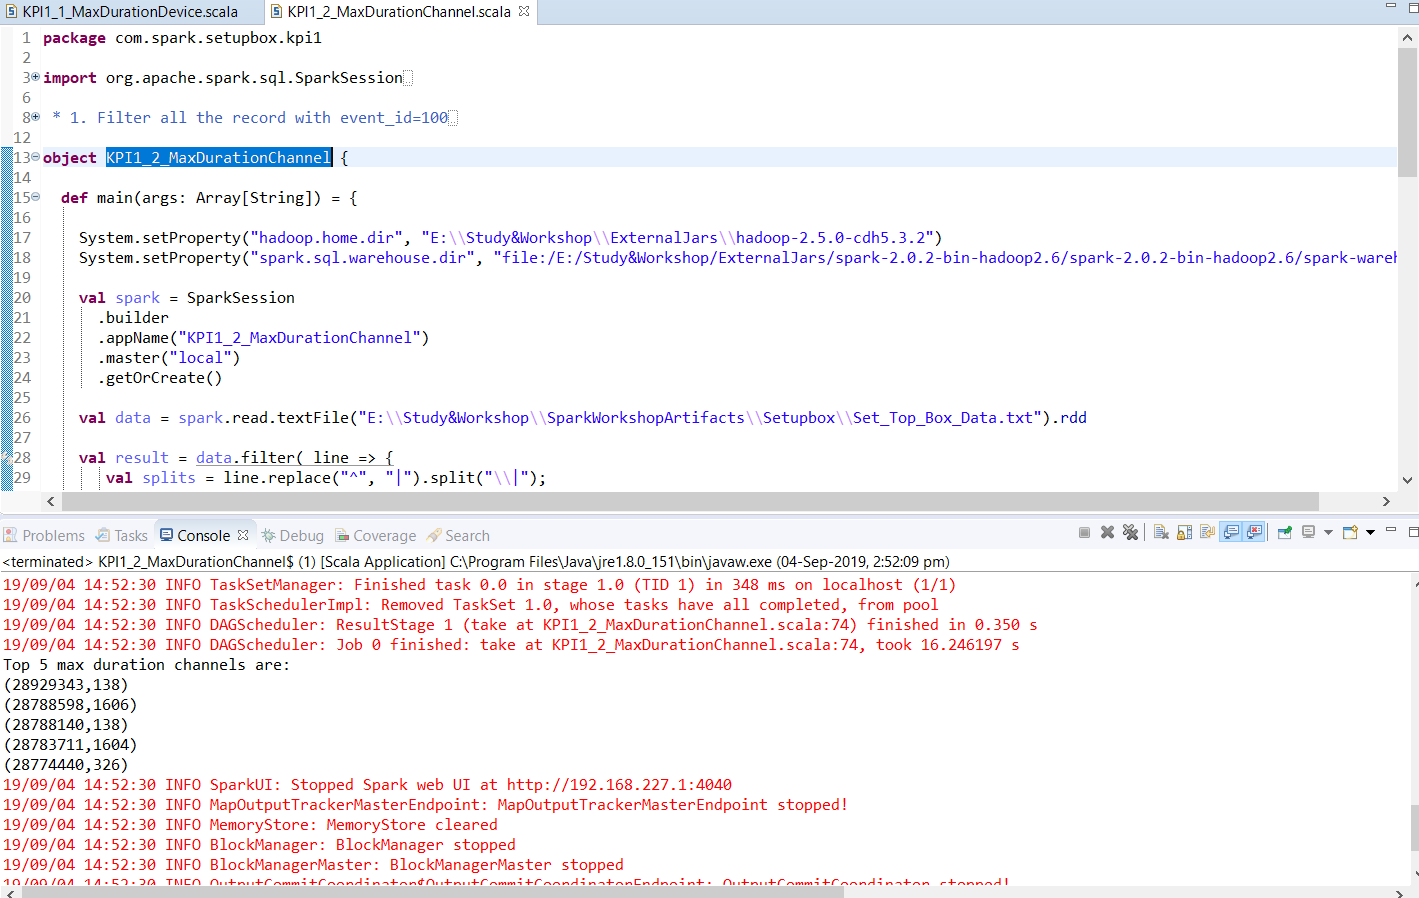 KPI1_1_MaxDurationDevice.scala KPI1_2_MaxDurationChannel.scala
1 package com.spark.setupbox.kpi1
2
3 import org.apache.spark.sql.SparkSession
6
8 * 1. Filter all the record with event_id=100
12
13 object KPI1_2_MaxDurationChannel {
14
15 def main(args: Array[String]) = {
16
17 System.setProperty("hadoop.home.dir", "E:\\Study&Workshop\\ExternalJars\\hadoop-2.5.0-cdh5.3.2")
18 System.setProperty("spark.sql.warehouse.dir", "file:/E:/Study&Workshop/ExternalJars/spark-2.0.2-bin-hadoop2.6/spark-2.0.2-bin-hadoop2.6/spark-wareh
19
20 val spark = SparkSession
21 .builder
22 .appName("KPI1_2_MaxDurationChannel")
23 .master("local")
24 .getOrCreate()
25
26 val data = spark.read.textFile("E:\\Study&Workshop\\SparkWorkshopArtifacts\\Setupbox\\Set_Top_Box_Data.txt").rdd
27
28 val result = data.filter( line => {
29 val splits = line.replace("^", "|").split("\\|");
Problems Tasks Console Debug Coverage Search
<terminated> KPI1_2_MaxDurationChannel$ (1) [Scala Application] C:\Program Files\Java\jre1.8.0_151\bin\javaw.exe (04-Sep-2019, 2:52:09 pm)
19/09/04 14:52:30 INFO TaskSetManager: Finished task 0.0 in stage 1.0 (TID 1) in 348 ms on localhost (1/1)
19/09/04 14:52:30 INFO TaskSchedulerImpl: Removed TaskSet 1.0, whose tasks have all completed, from pool
19/09/04 14:52:30 INFO DAGScheduler: ResultStage 1 (take at KPI1_2_MaxDurationChannel.scala:74) finished in 0.350 s
19/09/04 14:52:30 INFO DAGScheduler: Job 0 finished: take at KPI1_2_MaxDurationChannel.scala:74, took 16.246197 s
Top 5 max duration channels are:
(28929343,138)
(28788598,1606)
(28788140,138)
(28783711,1604)
(28774440,326)
19/09/04 14:52:30 INFO SparkUI: Stopped Spark web UI at http://192.168.227.1:4040
19/09/04 14:52:30 INFO MapOutputTrackerMasterEndpoint: MapOutputTrackerMasterEndpoint stopped!
19/09/04 14:52:30 INFO MemoryStore: MemoryStore cleared
19/09/04 14:52:30 INFO BlockManager: BlockManager stopped
19/09/04 14:52:30 INFO BlockManagerMaster: BlockManagerMaster stopped
19/09/04 14:52:30 INFO OutputCommitCoordinator$OutputCommitCoordinatorEndpoint: OutputCommitCoordinator stopped!